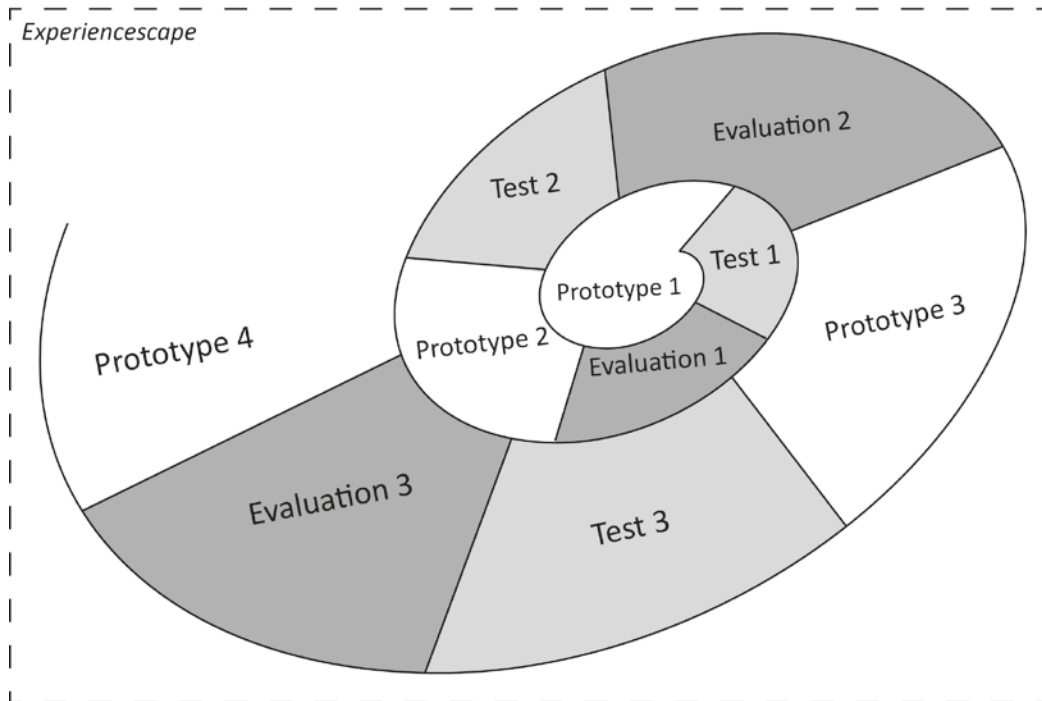 Experiencescape
Evaluation 2
Test 2
Test 1
Prototype 1
Prototype 3
Prototype 2
Prototype 4
Evaluation 1
Evaluation 3
Test 3